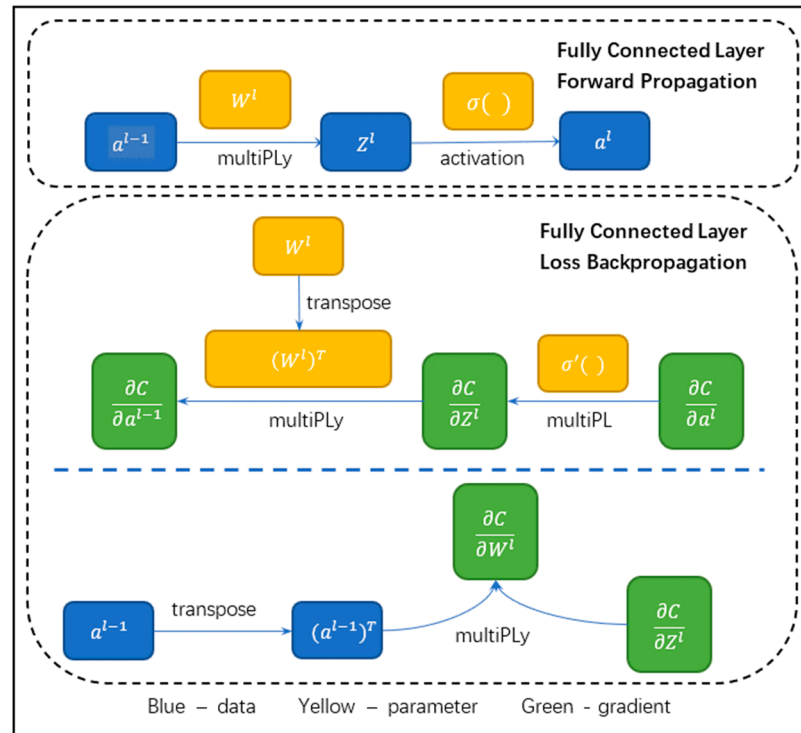 Fully Connected Layer
Forward Propagation
W^l
σ( )
a^{l-1}
multiPLy
Z^l
activation
a^l
Fully Connected Layer
Loss Backpropagation
W^l
transpose
(W^l)^T
σ′( )
∂C/∂a^{l-1}
multiPLy
∂C/∂Z^l
multiPL
∂C/∂a^l
∂C/∂W^l
a^{l-1}
transpose
(a^{l-1})^T
multiPLy
∂C/∂Z^l
Blue – data Yellow – parameter Green - gradient